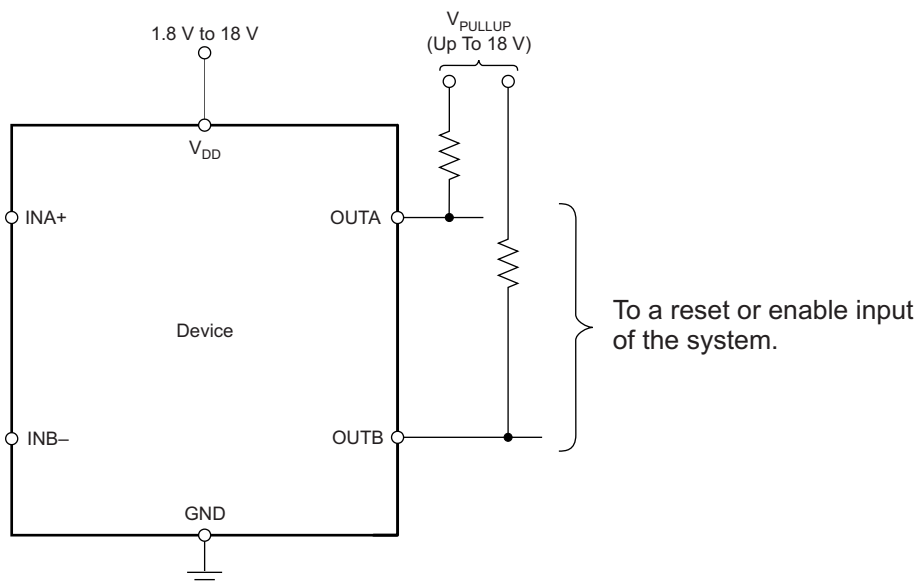 V_PULLUP
(Up To 18 V)
1.8 V to 18 V
V_DD
INA+
OUTA
Device
To a reset or enable input
of the system.
INB–
OUTB
GND